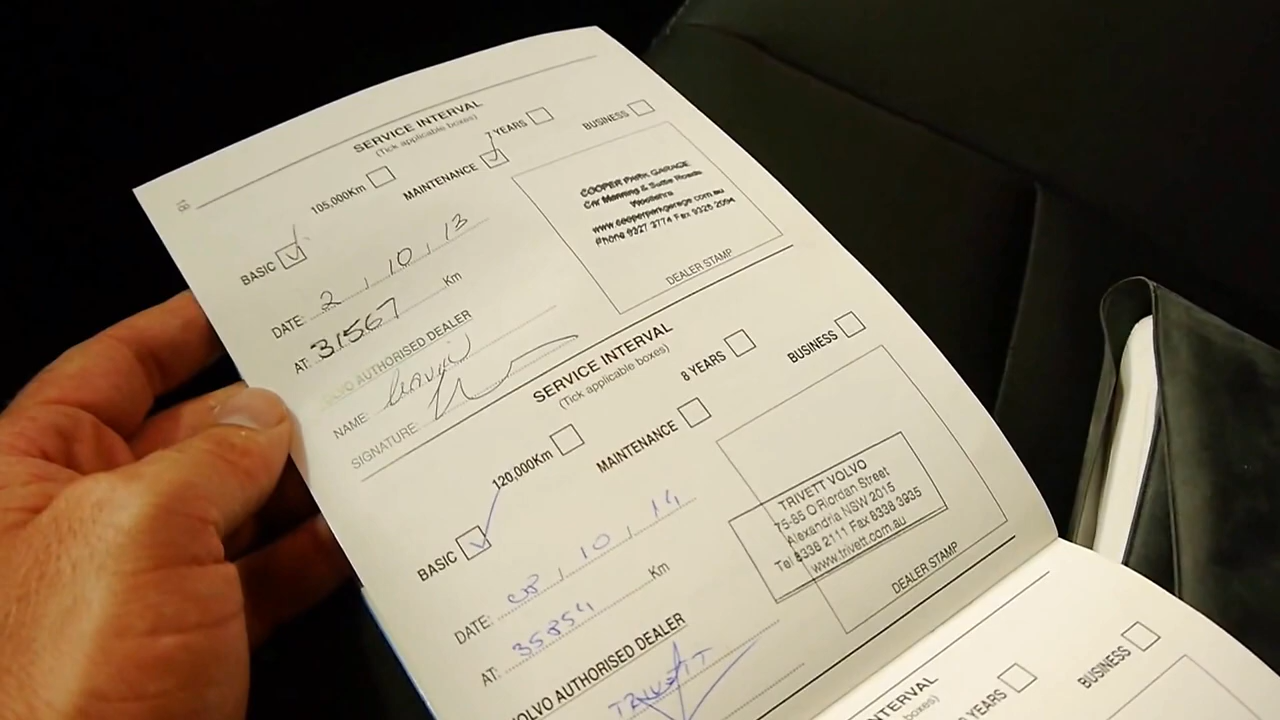 SERVICE INTERVAL
(Tick applicable boxes)
105,000Km
MAINTENANCE
7 YEARS
BUSINESS
BASIC
DATE: 2 , 10 , 13
AT: 31567 Km
VOLVO AUTHORISED DEALER
NAME:
SIGNATURE:
COOPER PARK GARAGE
Cnr Manning & Suttie Roads
Woollahra
www.cooperparkgarage.com.au
Phone 9327 3774 Fax 9326 2094
DEALER STAMP
SERVICE INTERVAL
(Tick applicable boxes)
120,000Km
MAINTENANCE
8 YEARS
BUSINESS
BASIC
DATE: 08 , 10 , 14
AT: 35854 Km
VOLVO AUTHORISED DEALER
TRIVETT
TRIVETT VOLVO
75-85 O'Riordan Street
Alexandria NSW 2015
Tel 8338 2111 Fax 8338 3935
www.trivett.com.au
DEALER STAMP
INTERVAL
YEARS
BUSINESS